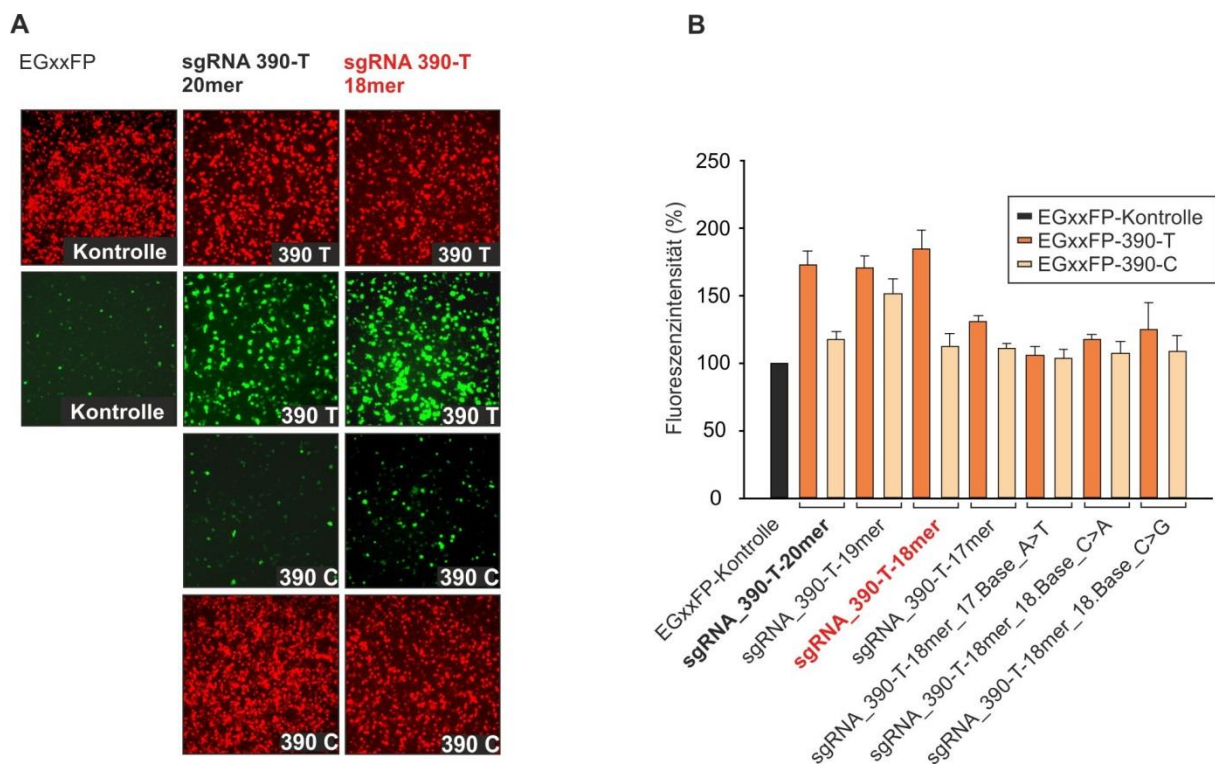 A
EGxxFP
sgRNA 390-T
20mer
sgRNA 390-T
18mer
Kontrolle
390 T
390 T
Kontrolle
390 T
390 T
390 C
390 C
390 C
390 C
B
Fluoreszenzintensität (%)
250
200
150
100
50
0
EGxxFP-Kontrolle
EGxxFP-390-T
EGxxFP-390-C
EGxxFP-Kontrolle
sgRNA_390-T-20mer
sgRNA_390-T-19mer
sgRNA_390-T-18mer
sgRNA_390-T-17mer
sgRNA_390-T-18mer_17.Base_A>T
sgRNA_390-T-18mer_18.Base_C>A
sgRNA_390-T-18mer_18.Base_C>G